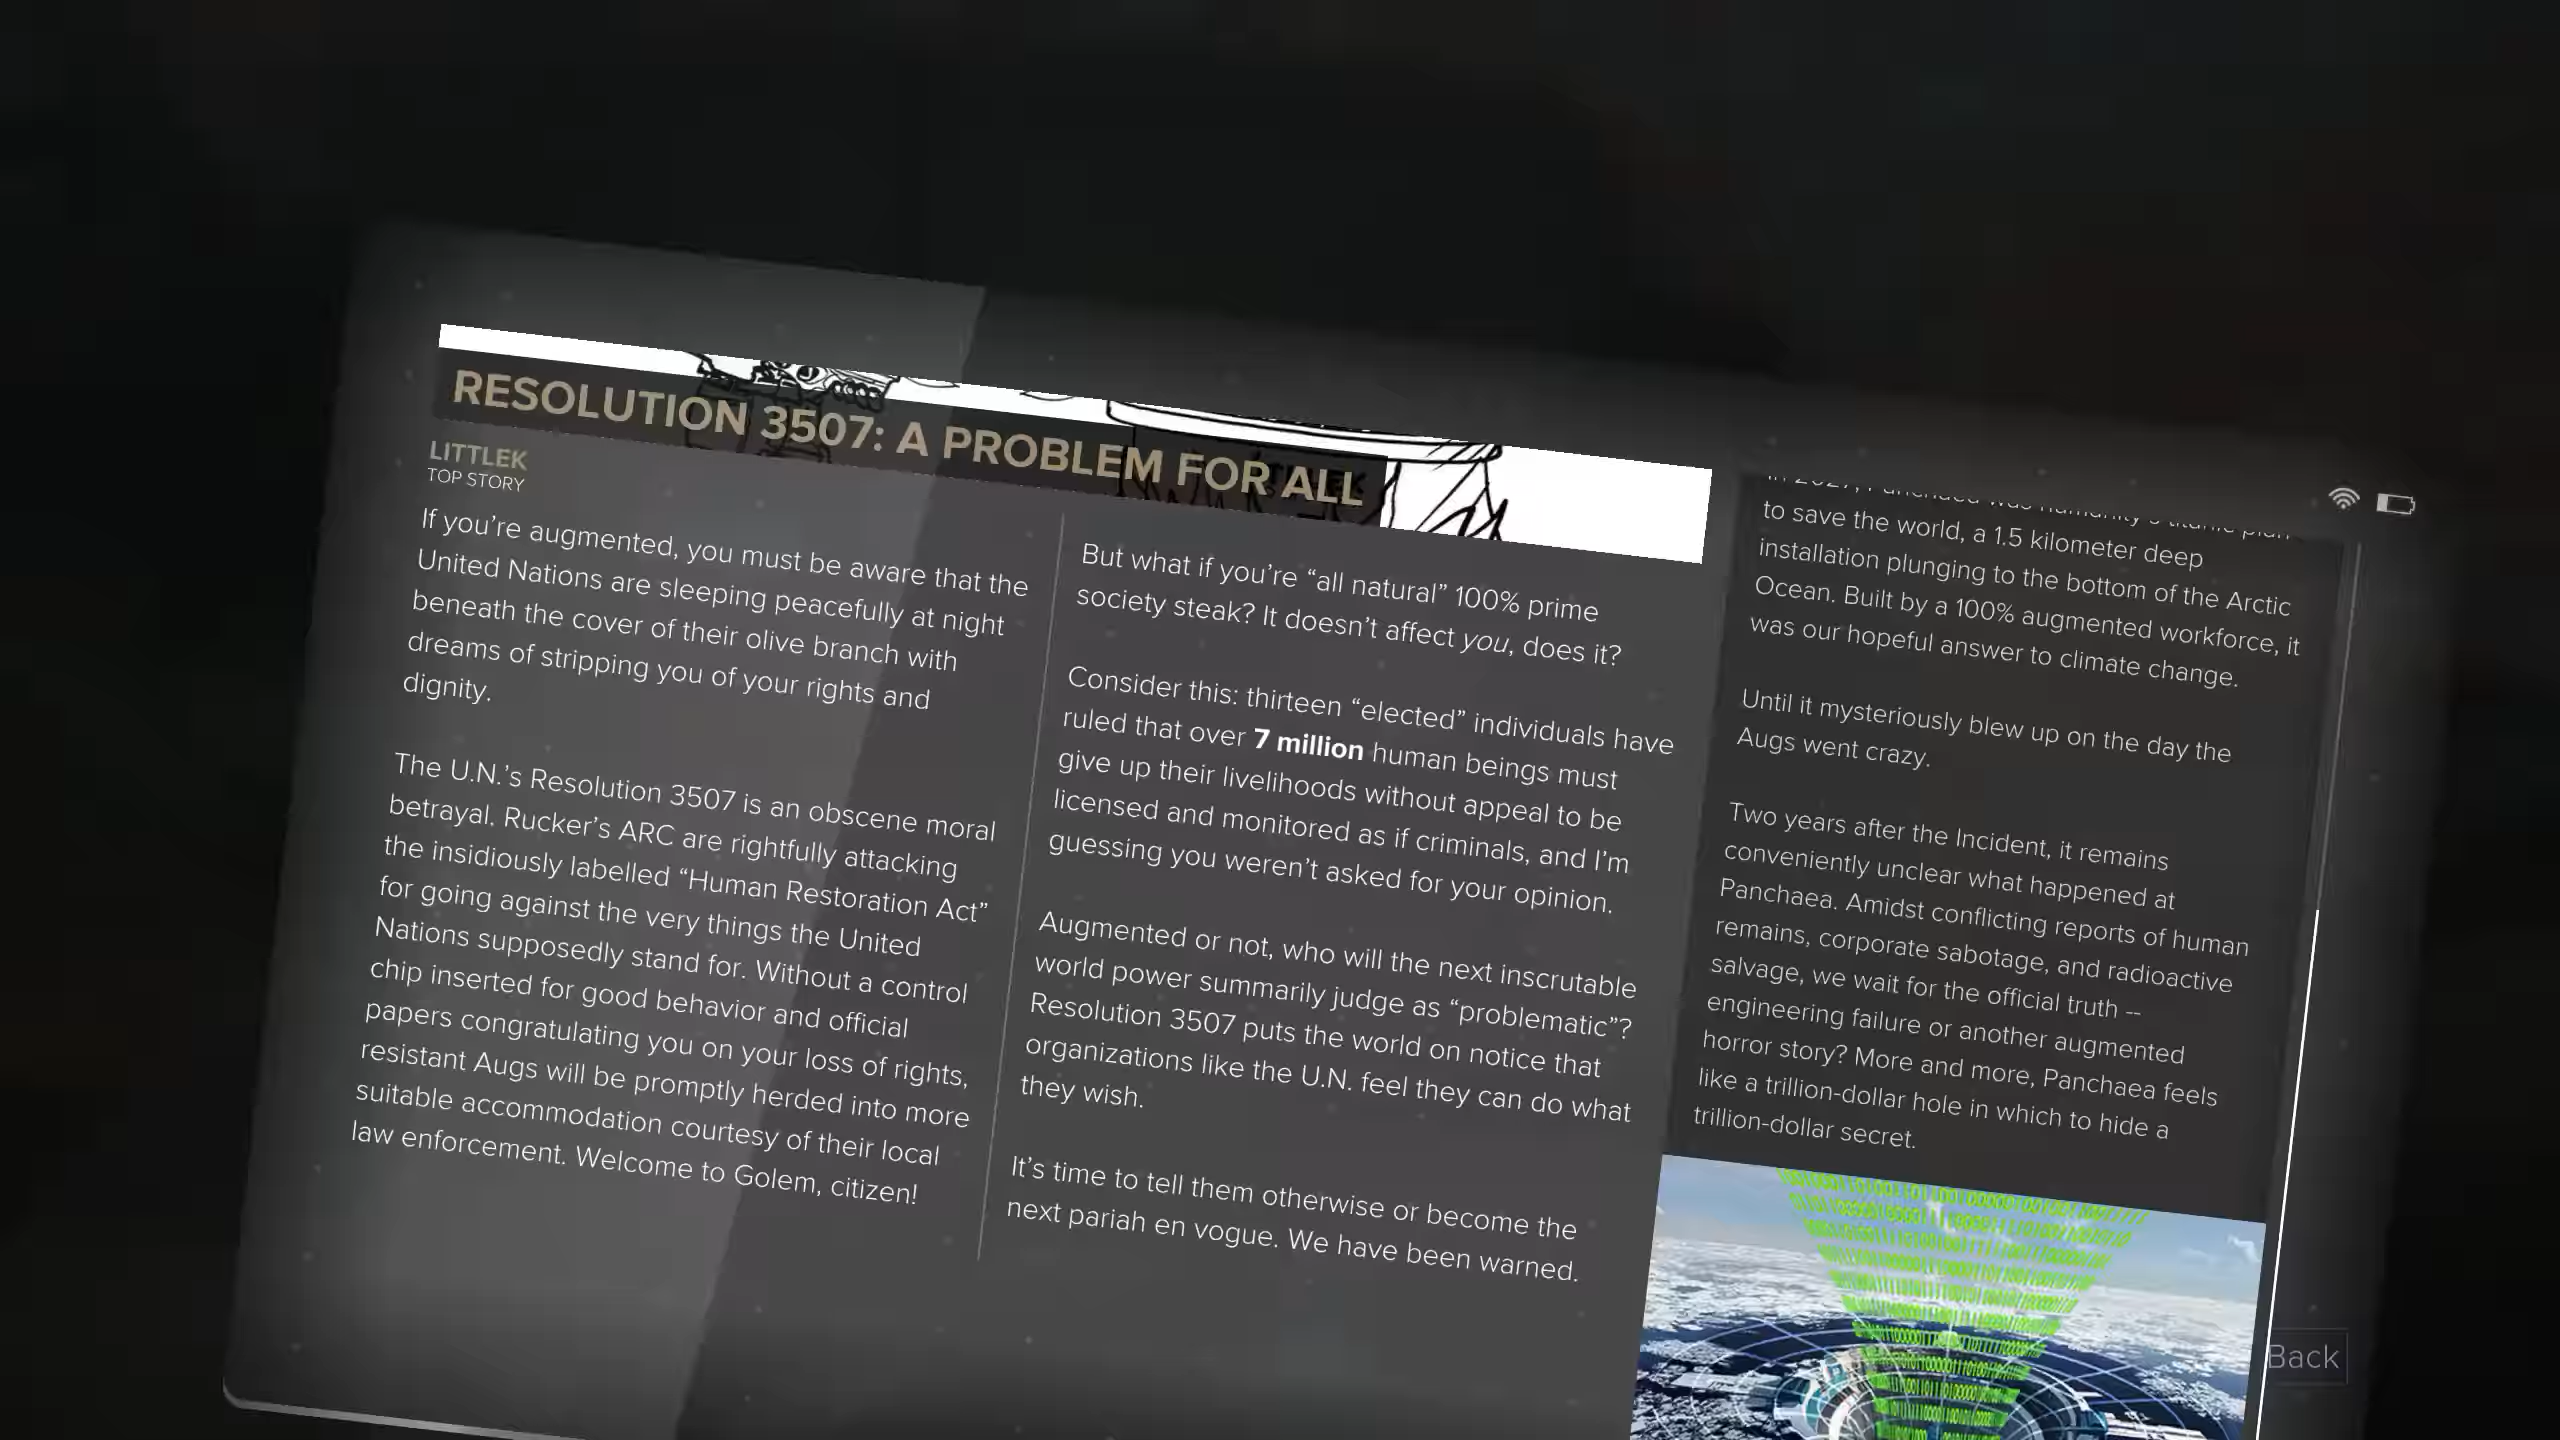 RESOLUTION 3507: A PROBLEM FOR ALL
LITTLEK
TOP STORY
If you're augmented, you must be aware that the
United Nations are sleeping peacefully at night
beneath the cover of their olive branch with
dreams of stripping you of your rights and
dignity.
The U.N.'s Resolution 3507 is an obscene moral
betrayal. Rucker's ARC are rightfully attacking
the insidiously labelled “Human Restoration Act”
for going against the very things the United
Nations supposedly stand for. Without a control
chip inserted for good behavior and official
papers congratulating you on your loss of rights,
resistant Augs will be promptly herded into more
suitable accommodation courtesy of their local
law enforcement. Welcome to Golem, citizen!
But what if you're “all natural” 100% prime
society steak? It doesn't affect you, does it?
Consider this: thirteen “elected” individuals have
ruled that over 7 million human beings must
give up their livelihoods without appeal to be
licensed and monitored as if criminals, and I'm
guessing you weren't asked for your opinion.
Augmented or not, who will the next inscrutable
world power summarily judge as “problematic”?
Resolution 3507 puts the world on notice that
organizations like the U.N. feel they can do what
they wish.
It's time to tell them otherwise or become the
next pariah en vogue. We have been warned.
In 2027, Panchaea was humanity's titanic plan
to save the world, a 1.5 kilometer deep
installation plunging to the bottom of the Arctic
Ocean. Built by a 100% augmented workforce, it
was our hopeful answer to climate change.
Until it mysteriously blew up on the day the
Augs went crazy.
Two years after the Incident, it remains
conveniently unclear what happened at
Panchaea. Amidst conflicting reports of human
remains, corporate sabotage, and radioactive
salvage, we wait for the official truth --
engineering failure or another augmented
horror story? More and more, Panchaea feels
like a trillion-dollar hole in which to hide a
trillion-dollar secret.
Back